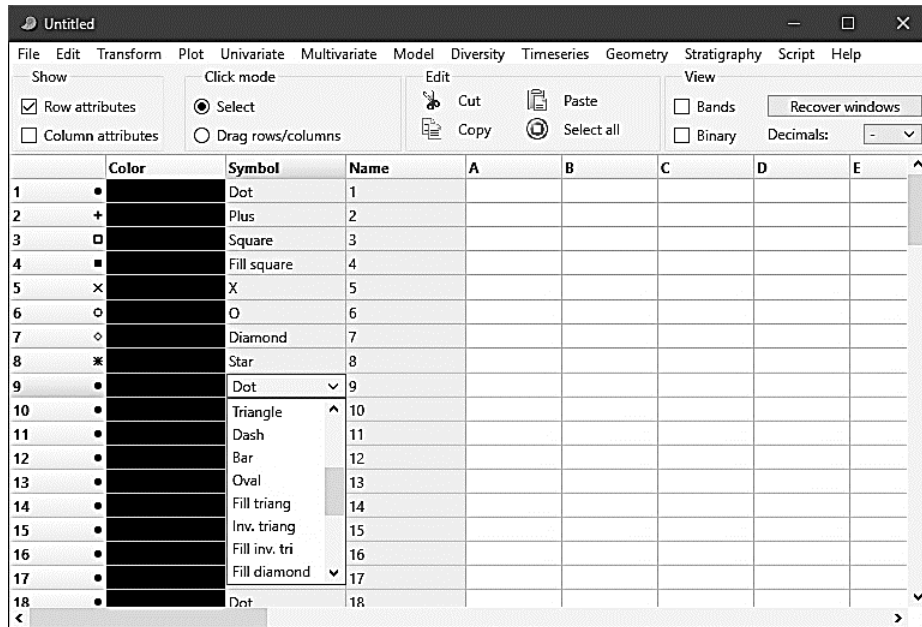 Untitled
File Edit Transform Plot Univariate Multivariate Model Diversity Timeseries Geometry Stratigraphy Script Help
Show Click mode Edit View
Row attributes Select Cut Paste Bands Recover windows
Column attributes Drag rows/columns Copy Select all Binary Decimals: -
Color Symbol Name A B C D E
1 Dot 1
2 Plus 2
3 Square 3
4 Fill square 4
5 X 5
6 O 6
7 Diamond 7
8 Star 8
9 Dot 9
10 Triangle 10
11 Dash 11
12 Bar 12
13 Oval 13
14 Fill triang 14
15 Inv. triang 15
16 Fill inv. tri 16
17 Fill diamond 17
18 Dot 18